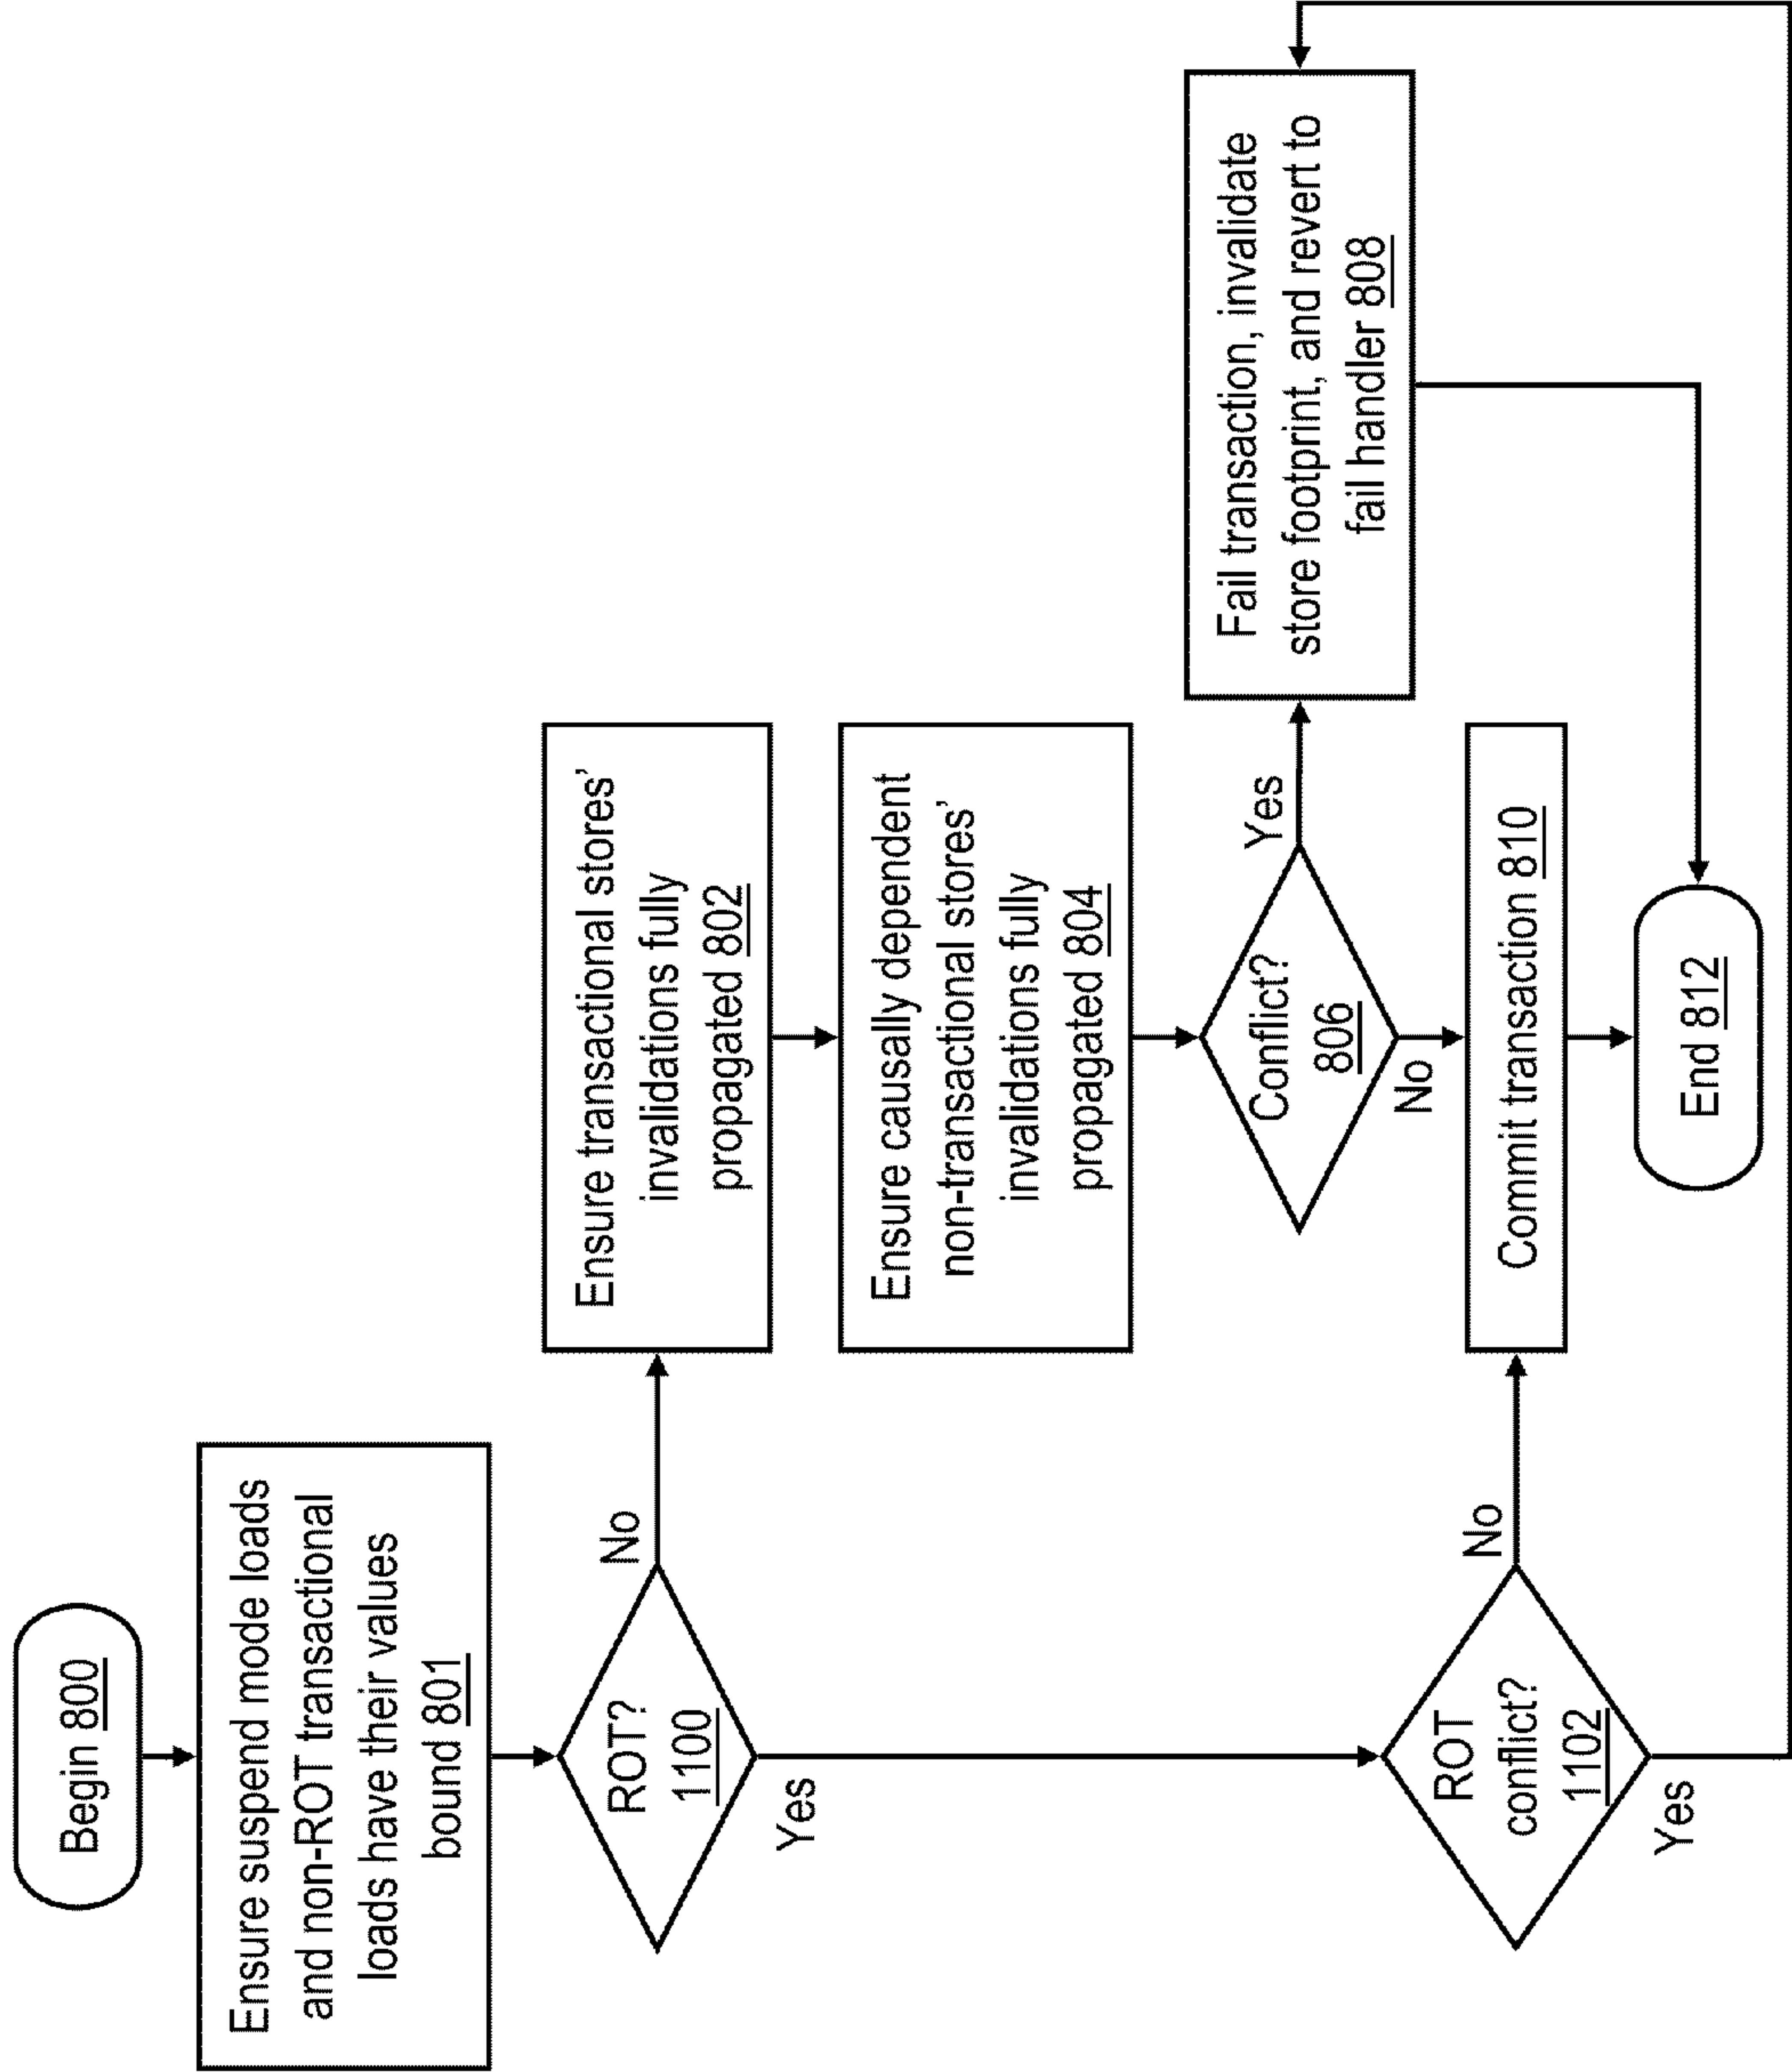 Begin 800
Ensure suspend mode loads
and non-ROT transactional
loads have their values
bound 801
ROT?
1100
No
Yes
Ensure transactional stores'
invalidations fully
propagated 802
Ensure causally dependent
non-transactional stores'
invalidations fully
propagated 804
Conflict?
806
Yes
No
Fail transaction, invalidate
store footprint, and revert to
fail handler 808
ROT
conflict?
1102
No
Yes
Commit transaction 810
End 812